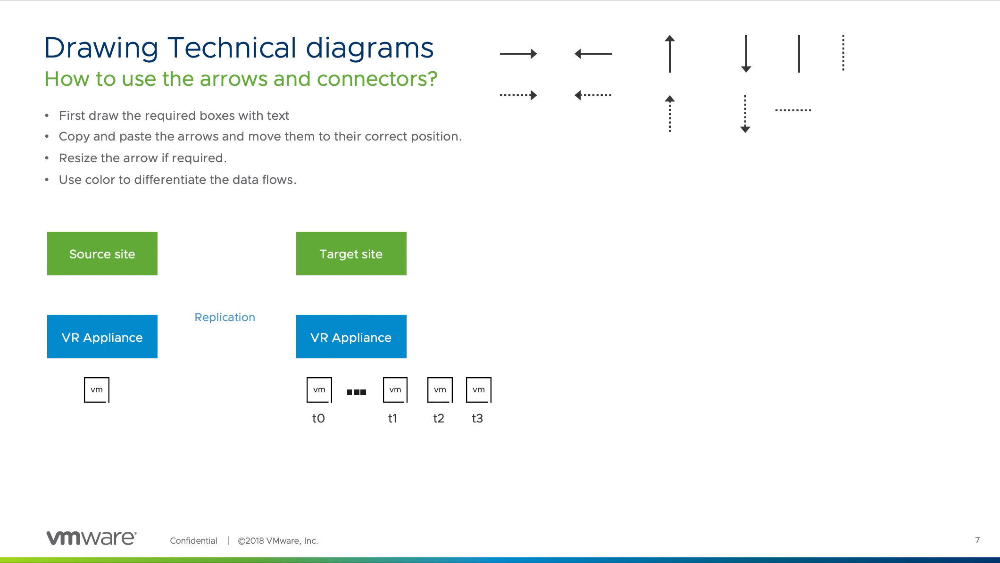 Drawing Technical diagrams
How to use the arrows and connectors?
• First draw the required boxes with text
• Copy and paste the arrows and move them to their correct position.
• Resize the arrow if required.
• Use color to differentiate the data flows.
Source site
Target site
Replication
VR Appliance
VR Appliance
vm
vm
vm
vm
vm
t0
t1
t2
t3
vmware®
Confidential | ©2018 VMware, Inc.
7